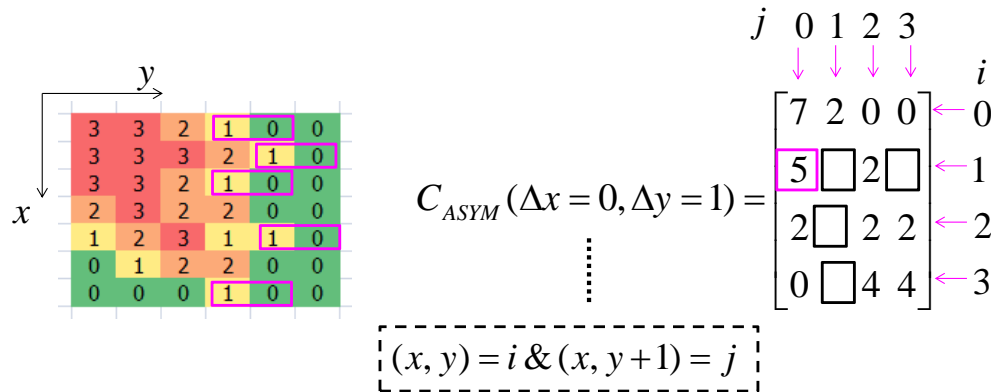 y
x
3 3 2 1 0 0
3 3 3 2 1 0
3 3 2 1 0 0
2 3 2 2 0 0
1 2 3 1 1 0
0 1 2 2 0 0
0 0 0 1 0 0
j 0 1 2 3
i
C_ASYM(Δx = 0, Δy = 1) =
7 2 0 0 0
5 2 1
2 2 2 2
0 4 4 3
(x, y) = i & (x, y+1) = j